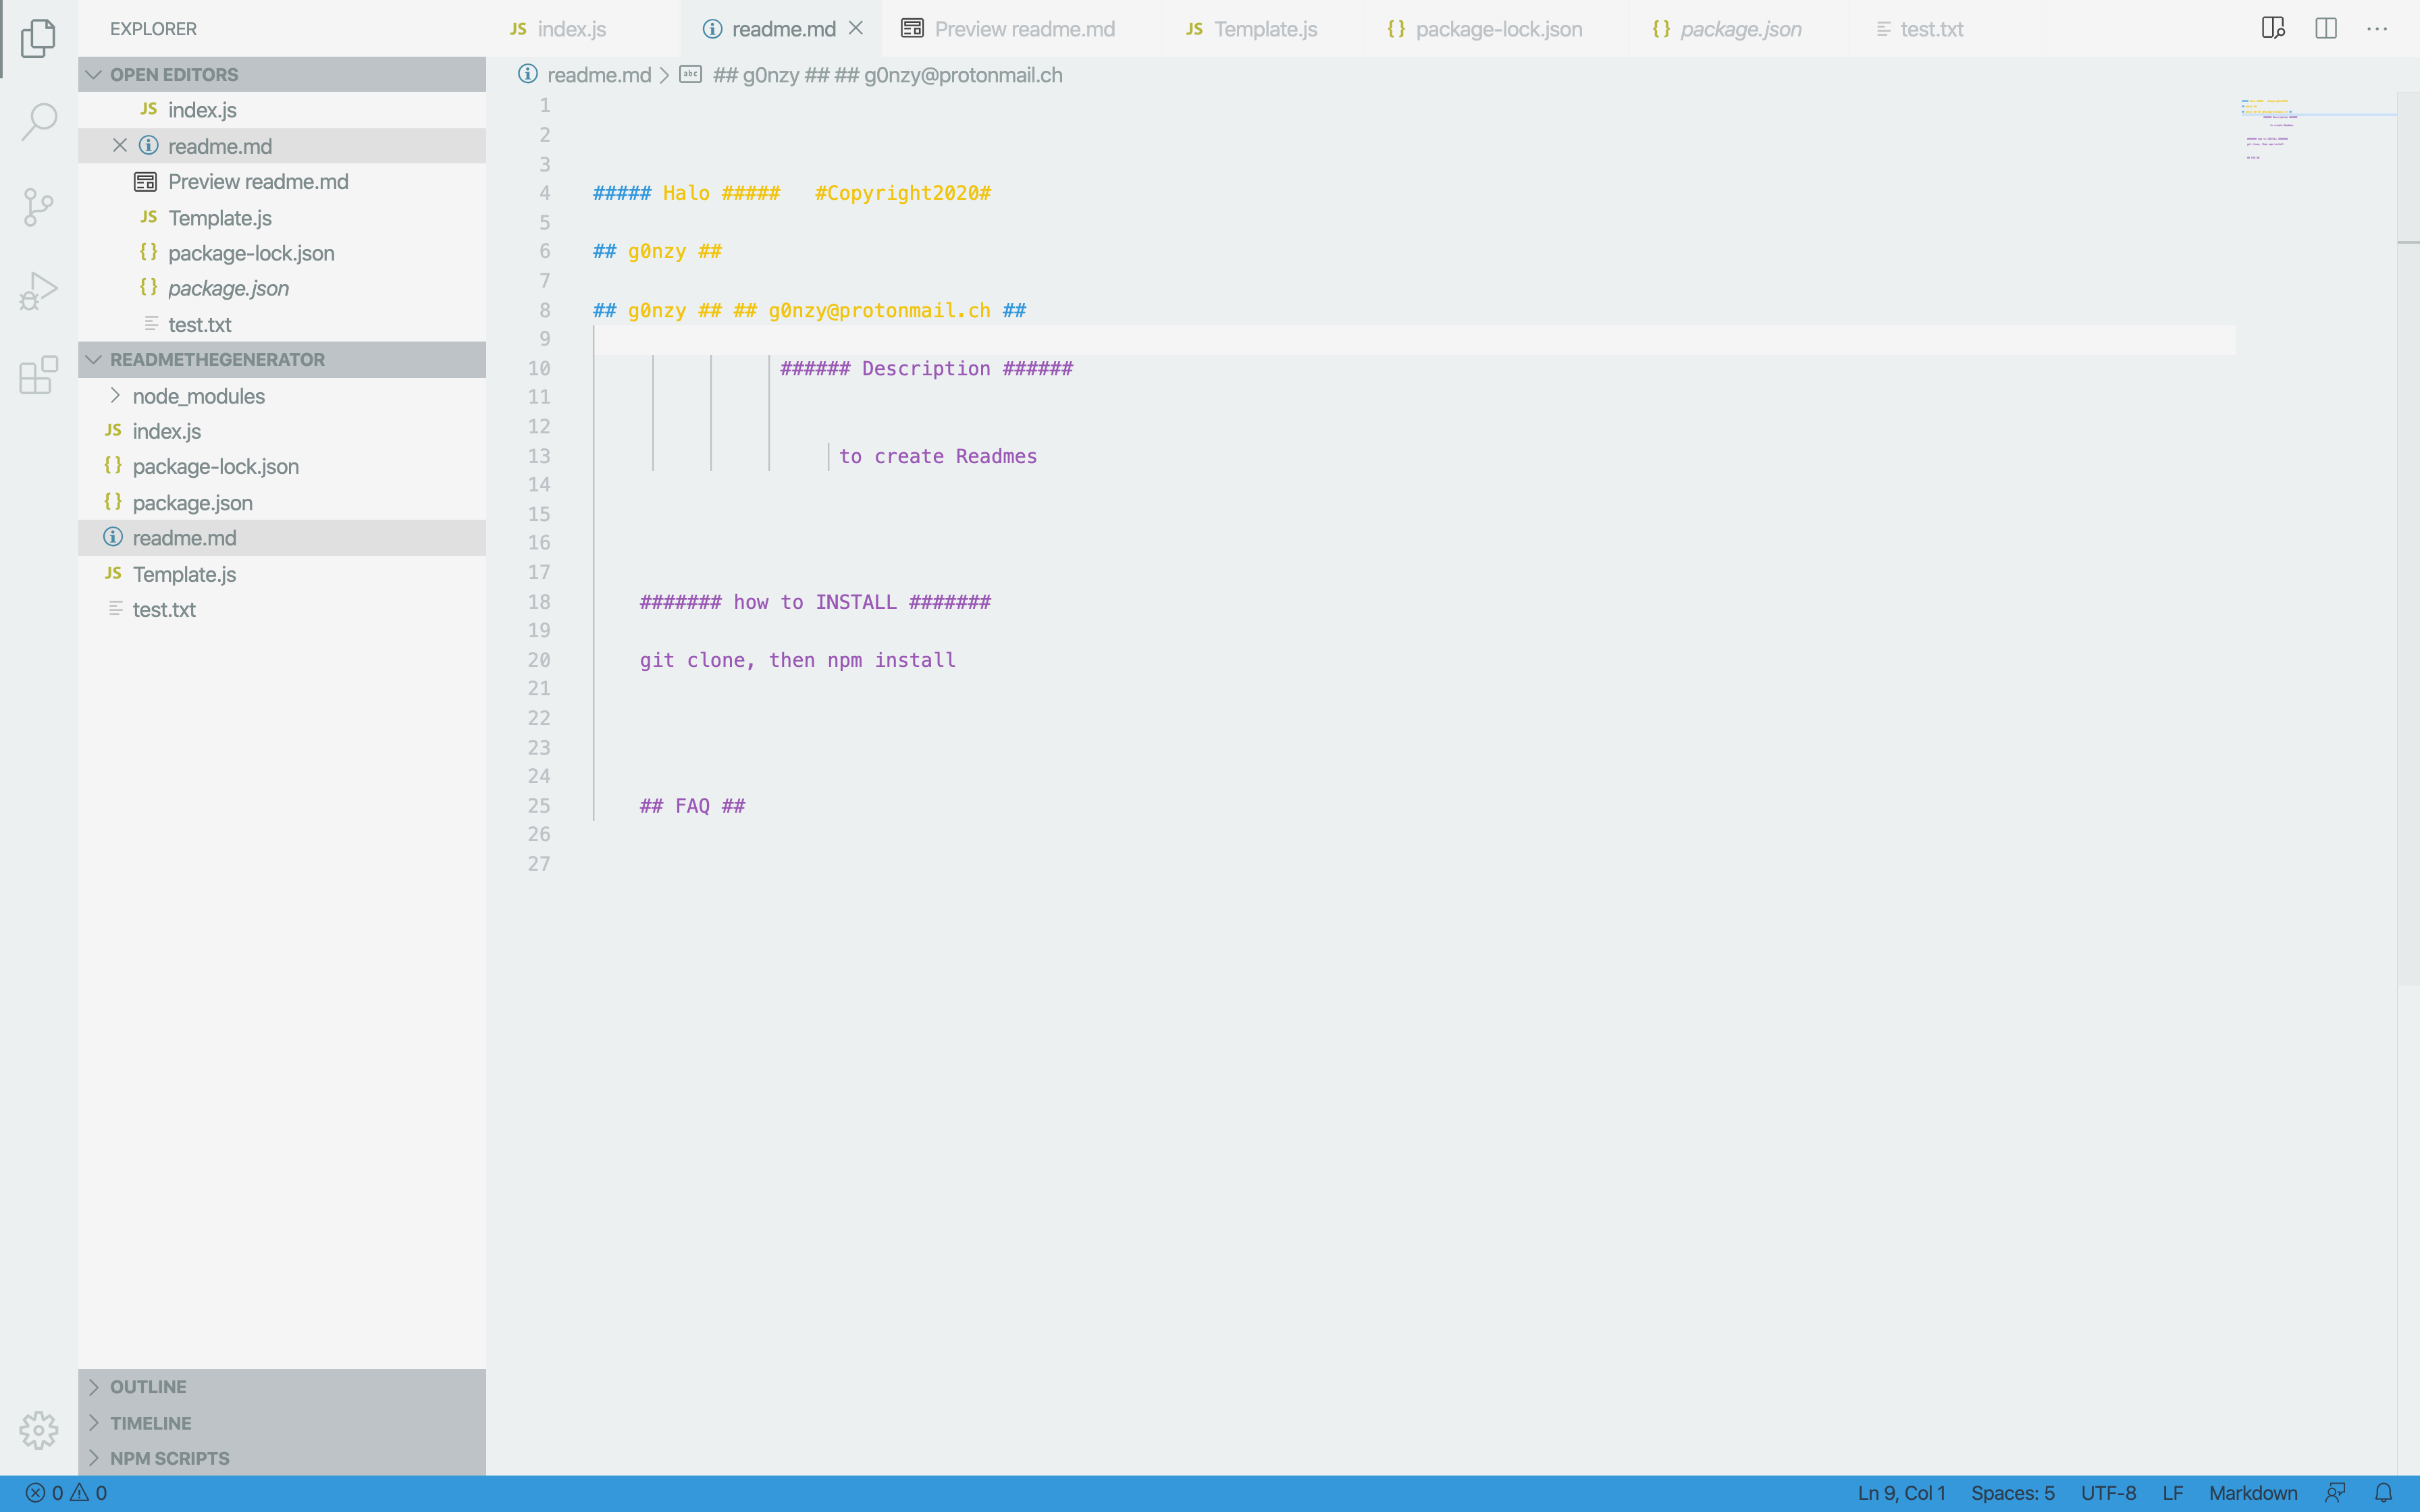 EXPLORER
JS index.js
readme.md
Preview readme.md
JS Template.js
{} package-lock.json
{} package.json
test.txt
OPEN EDITORS
JS index.js
readme.md
Preview readme.md
JS Template.js
{} package-lock.json
{} package.json
test.txt
READMETHEGENERATOR
node_modules
JS index.js
{} package-lock.json
{} package.json
readme.md
JS Template.js
test.txt
OUTLINE
TIMELINE
NPM SCRIPTS
readme.md > abc ## g0nzy ## ## g0nzy@protonmail.ch
1
2
3
4 ##### Halo ##### #Copyright2020#
5
6 ## g0nzy ##
7
8 ## g0nzy ## ## g0nzy@protonmail.ch ##
9
10 ###### Description ######
11
12
13 to create Readmes
14
15
16
17
18 ####### how to INSTALL #######
19
20 git clone, then npm install
21
22
23
24
25 ## FAQ ##
26
27
0 0 Ln 9, Col 1 Spaces: 5 UTF-8 LF Markdown